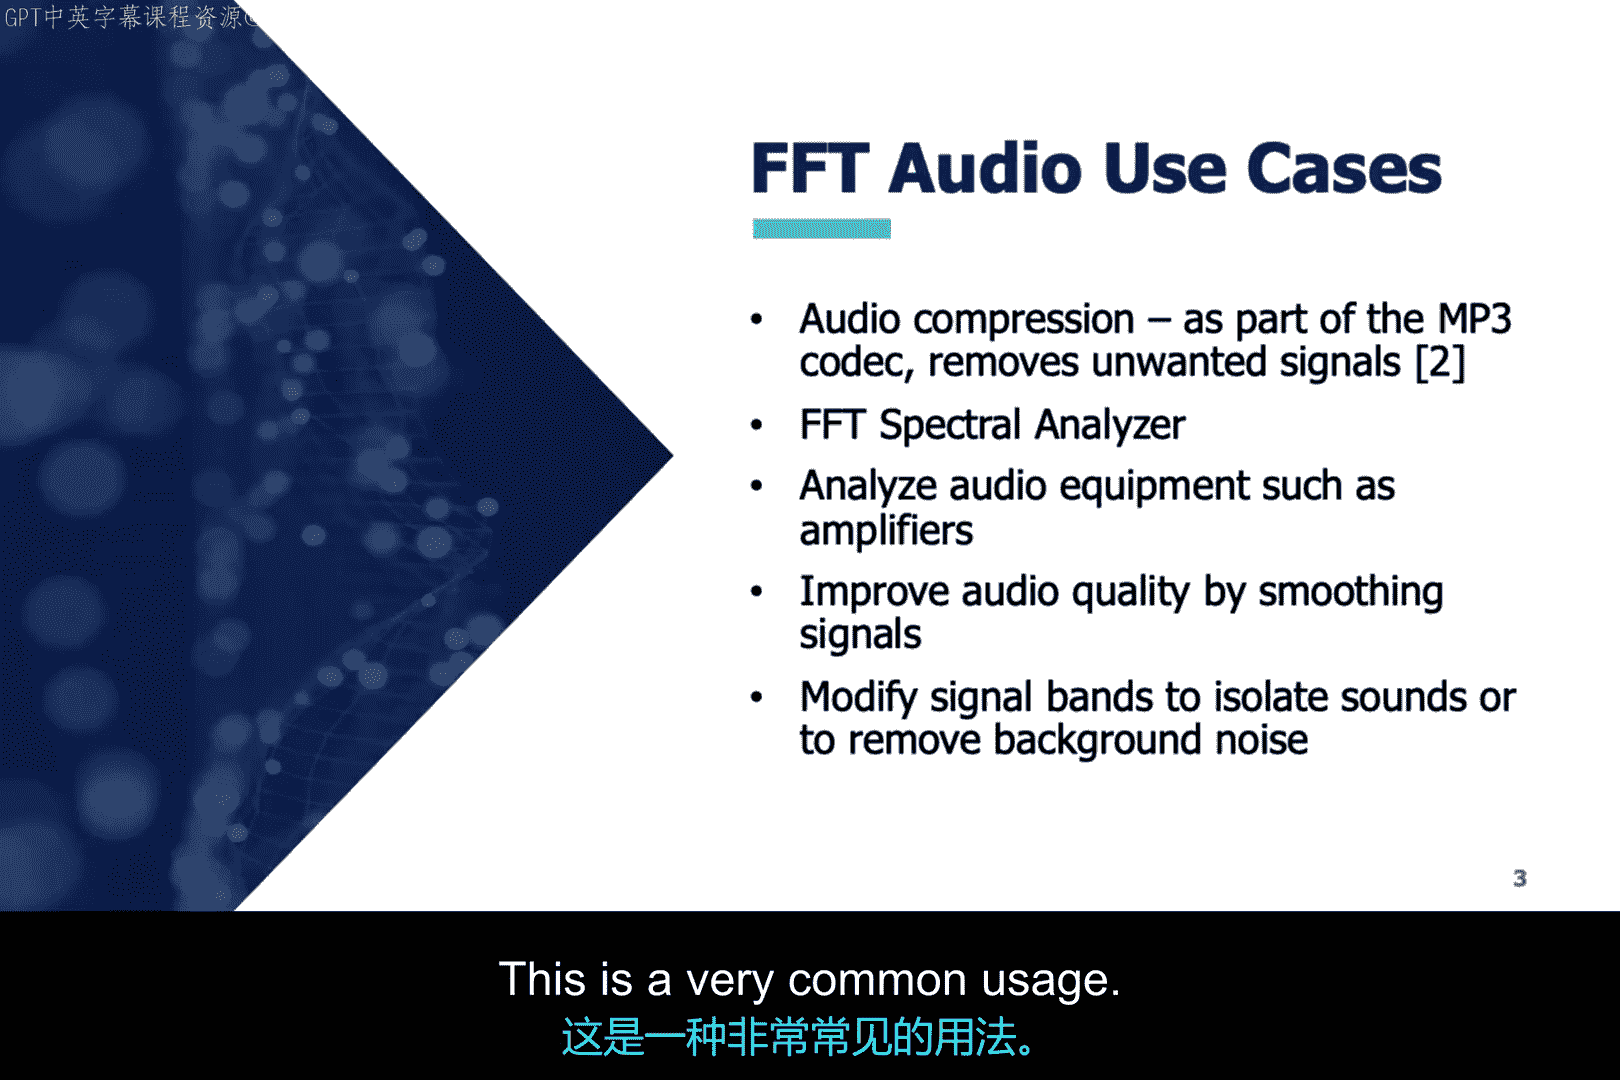 GPT中英字幕课程资源
FFT Audio Use Cases
• Audio compression – as part of the MP3
codec, removes unwanted signals [2]
• FFT Spectral Analyzer
• Analyze audio equipment such as
amplifiers
• Improve audio quality by smoothing
signals
• Modify signal bands to isolate sounds or
to remove background noise
3
This is a very common usage.
这是一种非常常见的用法。